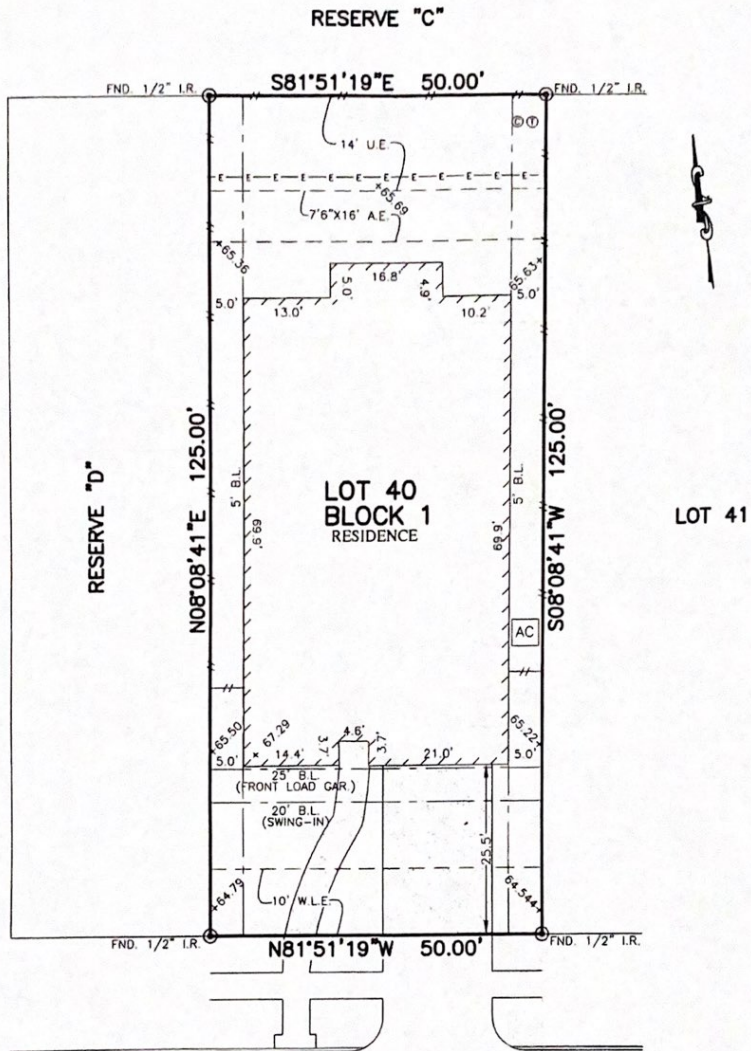 RESERVE "C"
FND. 1/2" I.R.
S81°51'19"E 50.00'
FND. 1/2" I.R.
Ⓒ Ⓣ
14' U.E.
E E E E E E E E E E E E
65.69
7'6"X16' A.E.
65.36
65.63
16.8'
5.0'
5.0'
4.9'
5.0'
13.0'
10.2'
N08°08'41"E 125.00'
S08°08'41"W 125.00'
5' B.L.
5' B.L.
RESERVE "D"
LOT 40
BLOCK 1
RESIDENCE
LOT 41
69.9'
69.9'
AC
65.50
67.29
4.6'
3.7'
3.7'
65.22
5.0'
14.4'
21.0'
5.0'
25' B.L.
(FRONT LOAD GAR.)
20' B.L.
(SWING-IN)
25.5'
64.79
10' W.L.E.
64.544
FND. 1/2" I.R.
N81°51'19"W 50.00'
FND. 1/2" I.R.